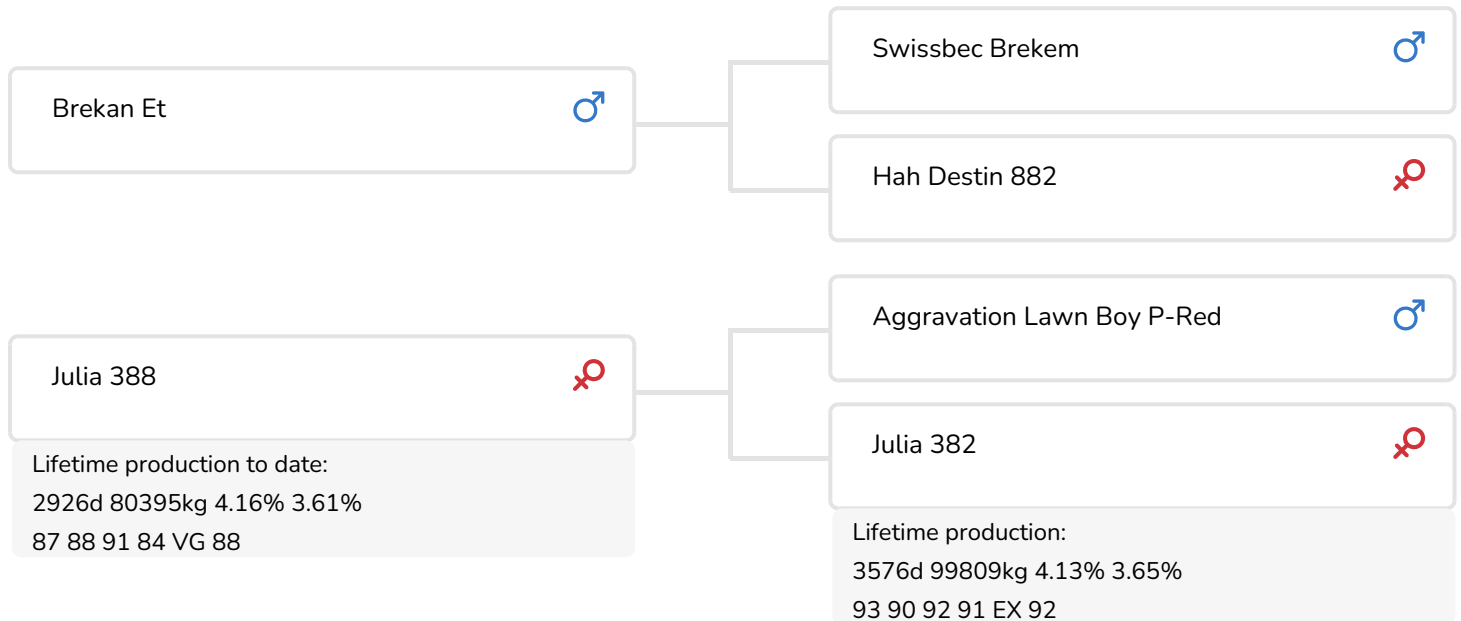 Brekan Et
Swissbec Brekem
Hah Destin 882
Julia 388
Lifetime production to date:
2926d 80395kg 4.16% 3.61%
87 88 91 84 VG 88
Aggravation Lawn Boy P-Red
Julia 382
Lifetime production:
3576d 99809kg 4.13% 3.65%
93 90 92 91 EX 92